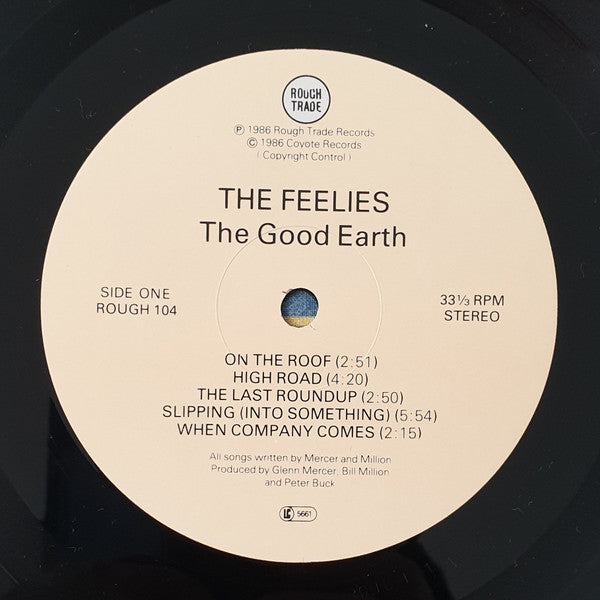 ROUGH
TRADE
℗ 1986 Rough Trade Records
© 1986 Coyote Records
( Copyright Control )
THE FEELIES
The Good Earth
SIDE ONE
ROUGH 104
33⅓ RPM
STEREO
ON THE ROOF (2:51)
HIGH ROAD (4:20)
THE LAST ROUNDUP (2:50)
SLIPPING (INTO SOMETHING) (5:54)
WHEN COMPANY COMES (2:15)
All songs written by Mercer and Million
Produced by Glenn Mercer, Bill Million
and Peter Buck
LC 5661